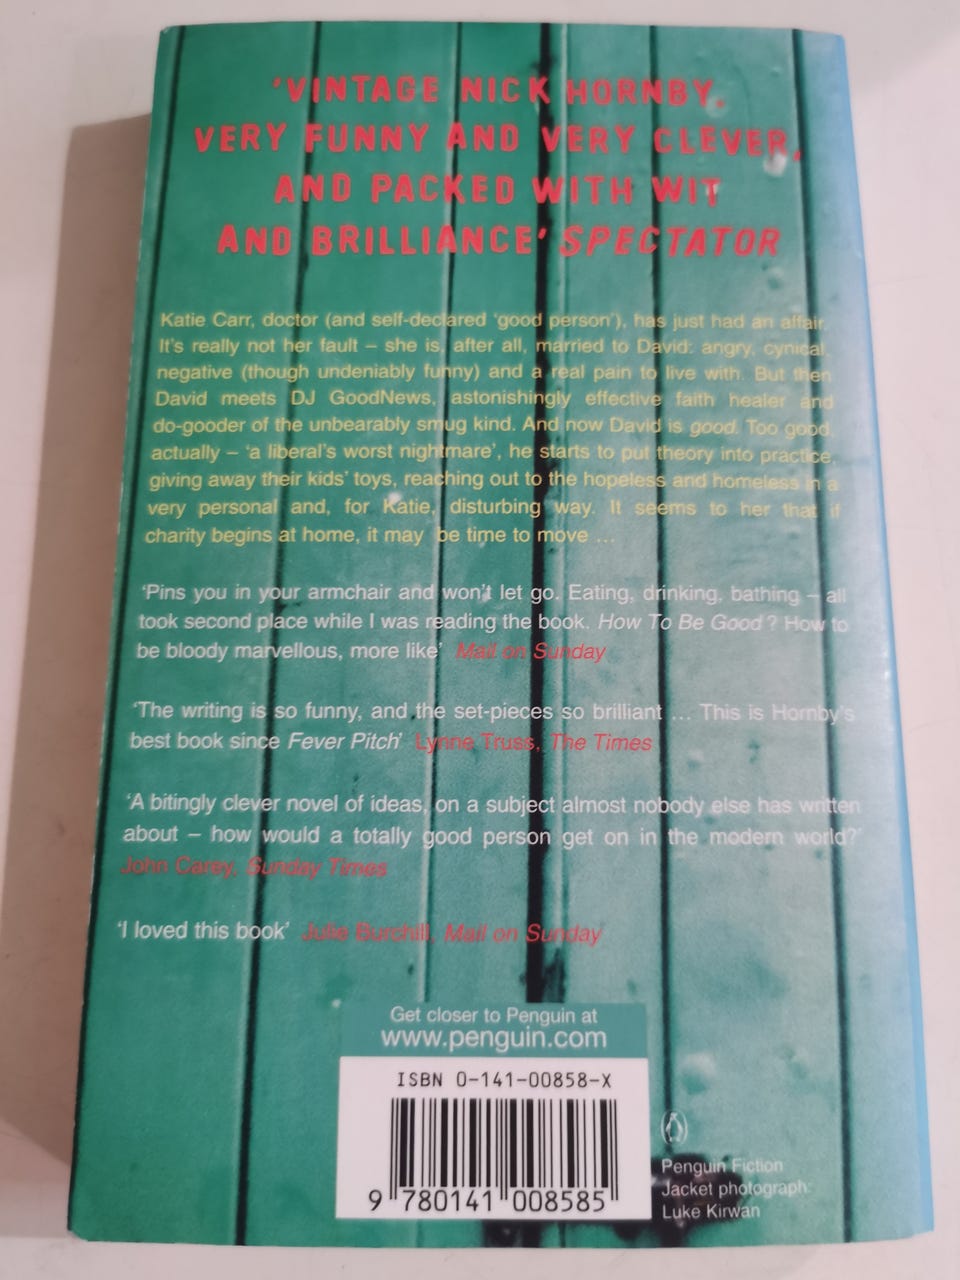 'VINTAGE NICK HORNBY.
VERY FUNNY AND VERY CLEVER,
AND PACKED WITH WIT
AND BRILLIANCE' SPECTATOR
Katie Carr, doctor (and self-declared 'good person'), has just had an affair.
It's really not her fault – she is, after all, married to David: angry, cynical,
negative (though undeniably funny) and a real pain to live with. But then
David meets DJ GoodNews, astonishingly effective faith healer and
do-gooder of the unbearably smug kind. And now David is good. Too good,
actually – 'a liberal's worst nightmare', he starts to put theory into practice,
giving away their kids' toys, reaching out to the hopeless and homeless in a
very personal and, for Katie, disturbing way. It seems to her that if
charity begins at home, it may be time to move ...
'Pins you in your armchair and won't let go. Eating, drinking, bathing – all
took second place while I was reading the book. How To Be Good? How to
be bloody marvellous, more like' Mail on Sunday
'The writing is so funny, and the set-pieces so brilliant ... This is Hornby's
best book since Fever Pitch' Lynne Truss, The Times
'A bitingly clever novel of ideas, on a subject almost nobody else has written
about – how would a totally good person get on in the modern world?'
John Carey, Sunday Times
'I loved this book' Julie Burchill, Mail on Sunday
Get closer to Penguin at
www.penguin.com
ISBN 0-141-00858-X
9 780141 008585
Penguin Fiction
Jacket photograph:
Luke Kirwan